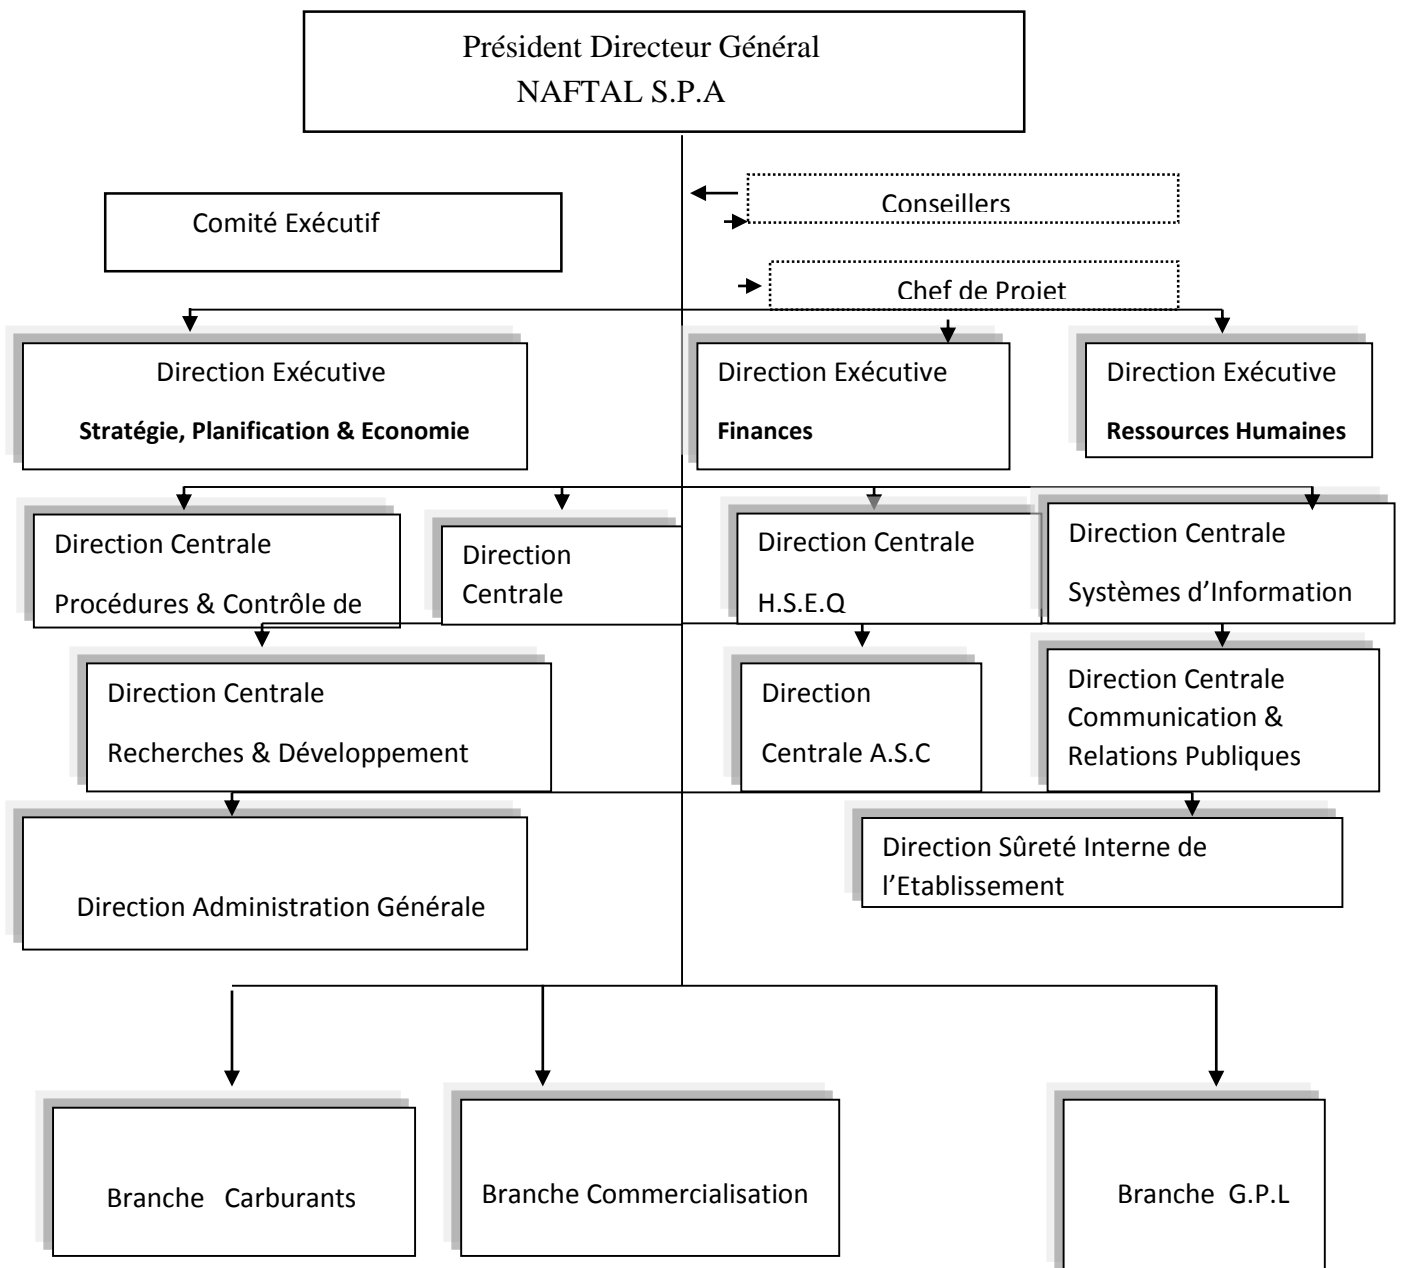 Président Directeur Général
NAFTAL S.P.A
Conseillers
Comité Exécutif
Chef de Projet
Direction Exécutive
Stratégie, Planification & Economie
Direction Exécutive
Finances
Direction Exécutive
Ressources Humaines
Direction Centrale
Procédures & Contrôle de
Direction
Centrale
Direction Centrale
H.S.E.Q
Direction Centrale
Systèmes d’Information
Direction Centrale
Recherches & Développement
Direction
Centrale A.S.C
Direction Centrale
Communication &
Relations Publiques
Direction Administration Générale
Direction Sûreté Interne de
l’Etablissement
Branche Carburants
Branche Commercialisation
Branche G.P.L